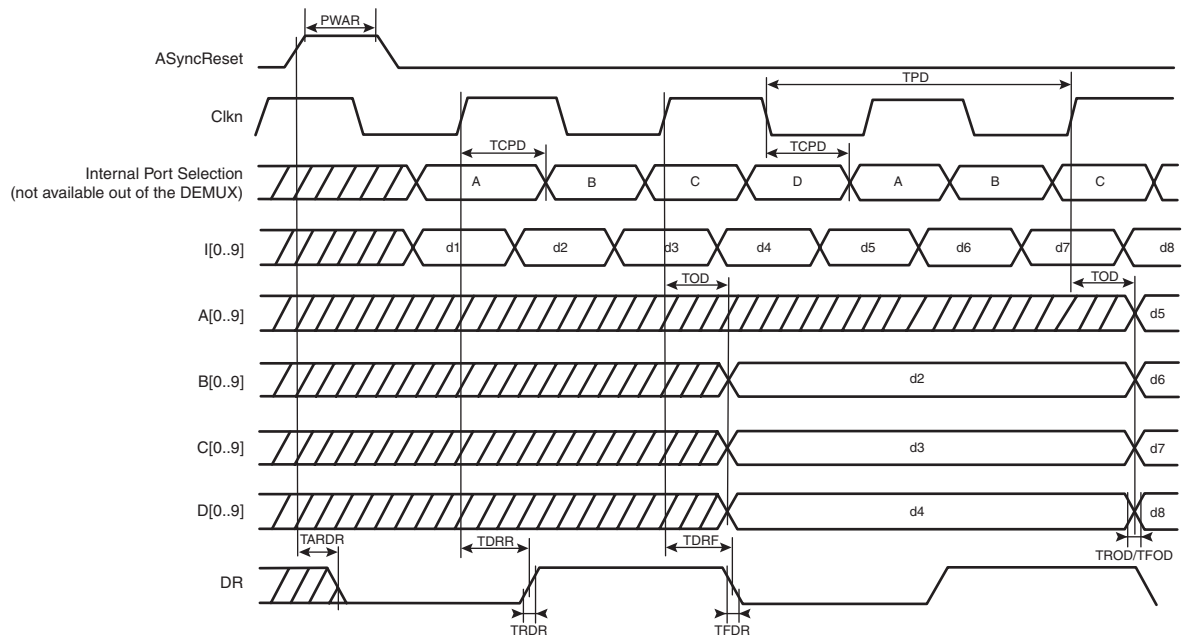 PWAR
ASyncReset
TPD
Clkn
TCPD TCPD
Internal Port Selection
(not available out of the DEMUX)
A B C D A B C
I[0..9] d1 d2 d3 d4 d5 d6 d7 d8
TOD TOD
A[0..9] d5
B[0..9] d2 d6
C[0..9] d3 d7
D[0..9] d4 d8
TARDR TDRR TDRF TROD/TFOD
DR
TRDR TFDR